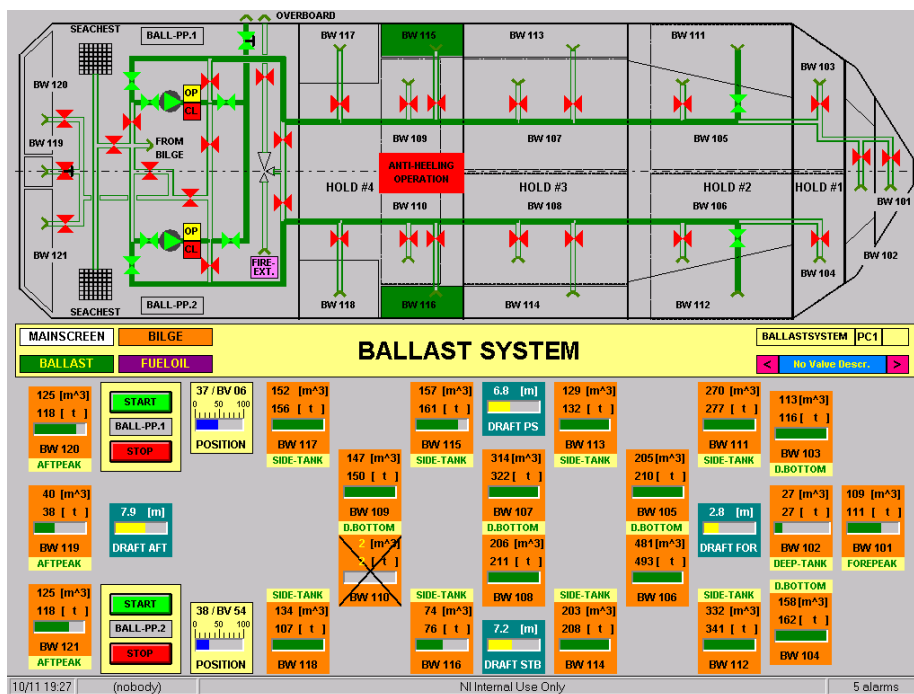 OVERBOARD
SEACHEST
BALL-PP.1
BW 117
BW 115
BW 113
BW 111
BW 103
BW 120
OP
CL
BW 119
FROM
BILGE
BW 109
BW 107
BW 105
ANTI-HEELING
OPERATION
HOLD #4
HOLD #3
HOLD #2
HOLD #1
BW 101
BW 110
BW 108
BW 106
OP
CL
BW 121
FIRE-
EXT.
BW 102
BW 104
SEACHEST
BALL-PP.2
BW 118
BW 116
BW 114
BW 112
MAINSCREEN
BILGE
BALLAST
FUELOIL
BALLAST SYSTEM
BALLASTSYSTEM PC1
< No Valve Descr. >
125 [m^3]
118 [ t ]
BW 120
AFTPEAK
START
BALL-PP.1
STOP
37 / BV 06
0 50 100
POSITION
152 [m^3]
156 [ t ]
BW 117
SIDE-TANK
157 [m^3]
161 [ t ]
BW 115
SIDE-TANK
6.8 [m]
DRAFT PS
129 [m^3]
132 [ t ]
BW 113
SIDE-TANK
270 [m^3]
277 [ t ]
BW 111
SIDE-TANK
113[m^3]
116[ t ]
BW 103
D.BOTTOM
147 [m^3]
150 [ t ]
BW 109
D.BOTTOM
314[m^3]
322[ t ]
BW 107
D.BOTTOM
205[m^3]
210[ t ]
BW 105
D.BOTTOM
40 [m^3]
38 [ t ]
BW 119
AFTPEAK
7.9 [m]
DRAFT AFT
2.8 [m]
DRAFT FOR
27 [m^3]
27 [ t ]
BW 102
DEEP-TANK
109 [m^3]
111 [ t ]
BW 101
FOREPEAK
2 [m^3]
[ t ]
BW 110
206 [m^3]
211 [ t ]
BW 108
481[m^3]
493[ t ]
BW 106
125 [m^3]
118 [ t ]
BW 121
AFTPEAK
START
BALL-PP.2
STOP
38 / BV 54
0 50 100
POSITION
SIDE-TANK
134 [m^3]
107 [ t ]
BW 118
SIDE-TANK
74 [m^3]
76 [ t ]
BW 116
7.2 [m]
DRAFT STB
SIDE-TANK
203 [m^3]
208 [ t ]
BW 114
SIDE-TANK
332 [m^3]
341 [ t ]
BW 112
D.BOTTOM
158[m^3]
162[ t ]
BW 104
10/11 19:27
(nobody)
NI Internal Use Only
5 alarms